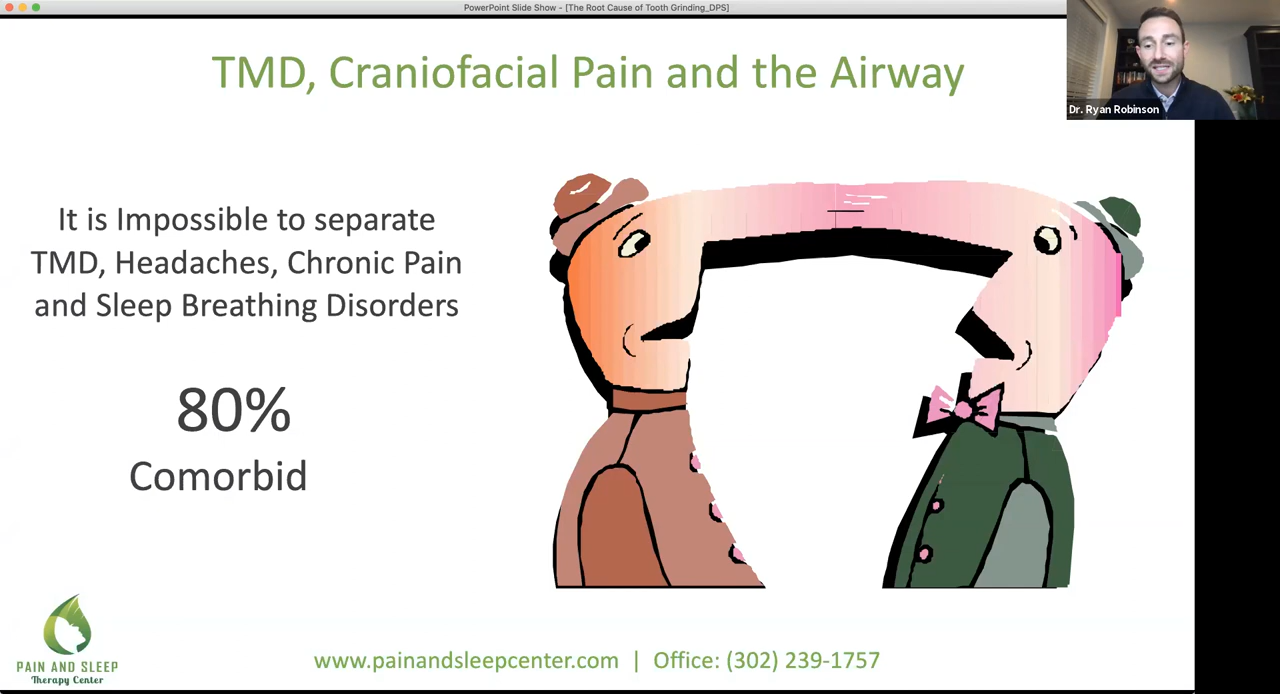 PowerPoint Slide Show - [The Root Cause of Tooth Grinding_DPS]
TMD, Craniofacial Pain and the Airway
Dr. Ryan Robinson
It is Impossible to separate
TMD, Headaches, Chronic Pain
and Sleep Breathing Disorders
80%
Comorbid
PAIN AND SLEEP
Therapy Center
www.painandsleepcenter.com | Office: (302) 239-1757